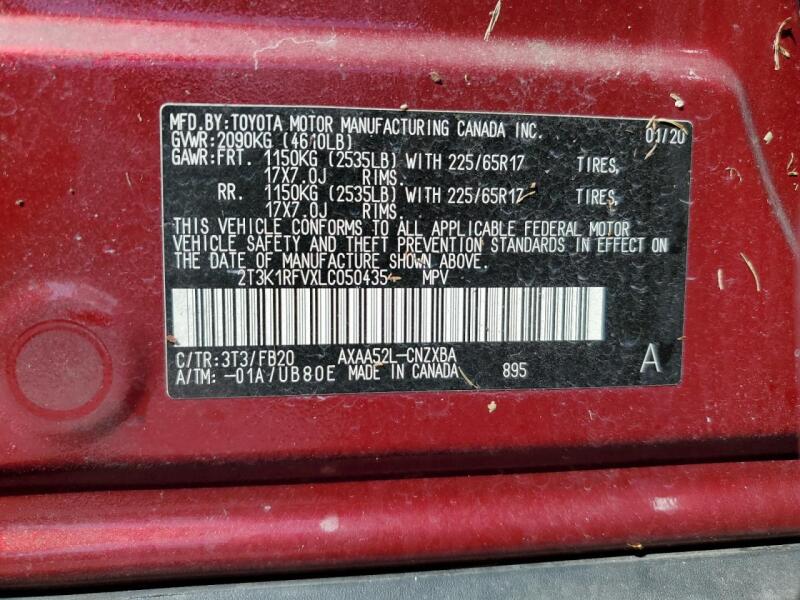 MFD.BY:TOYOTA MOTOR MANUFACTURING CANADA INC. 01/20
GVWR:2090KG (4610LB)
GAWR:FRT. 1150KG (2535LB) WITH 225/65R17 TIRES,
17X7.0J RIMS.
RR. 1150KG (2535LB) WITH 225/65R17 TIRES,
17X7.0J RIMS.
THIS VEHICLE CONFORMS TO ALL APPLICABLE FEDERAL MOTOR
VEHICLE SAFETY AND THEFT PREVENTION STANDARDS IN EFFECT ON
THE DATE OF MANUFACTURE SHOWN ABOVE.
2T3K1RFVXLC050435 MPV
C/TR:3T3/FB20 AXAA52L-CNZXBA
A/TM:-01A/UB80E MADE IN CANADA 895 A